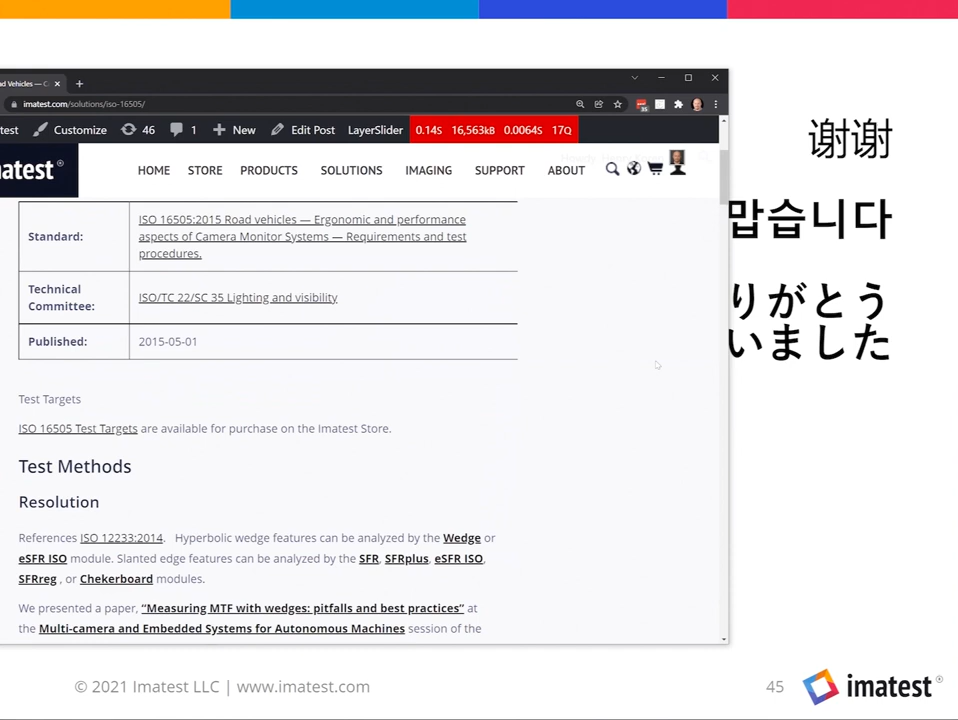 ad Vehicles — C
imatest.com/solutions/iso-16505/
35
test Customize 46 1 New Edit Post LayerSlider 0.14S 16,563kB 0.0064S 17Q
matest® HOME STORE PRODUCTS SOLUTIONS IMAGING SUPPORT ABOUT
Standard:
ISO 16505:2015 Road vehicles — Ergonomic and performance
aspects of Camera Monitor Systems — Requirements and test
procedures.
Technical
Committee:
ISO/TC 22/SC 35 Lighting and visibility
Published: 2015-05-01
Test Targets
ISO 16505 Test Targets are available for purchase on the Imatest Store.
Test Methods
Resolution
References ISO 12233:2014. Hyperbolic wedge features can be analyzed by the Wedge or
eSFR ISO module. Slanted edge features can be analyzed by the SFR, SFRplus, eSFR ISO,
SFRreg , or Chekerboard modules.
We presented a paper, “Measuring MTF with wedges: pitfalls and best practices” at
the Multi-camera and Embedded Systems for Autonomous Machines session of the
谢谢
맙습니다
りがとう
いました
© 2021 Imatest LLC | www.imatest.com
45
imatest®